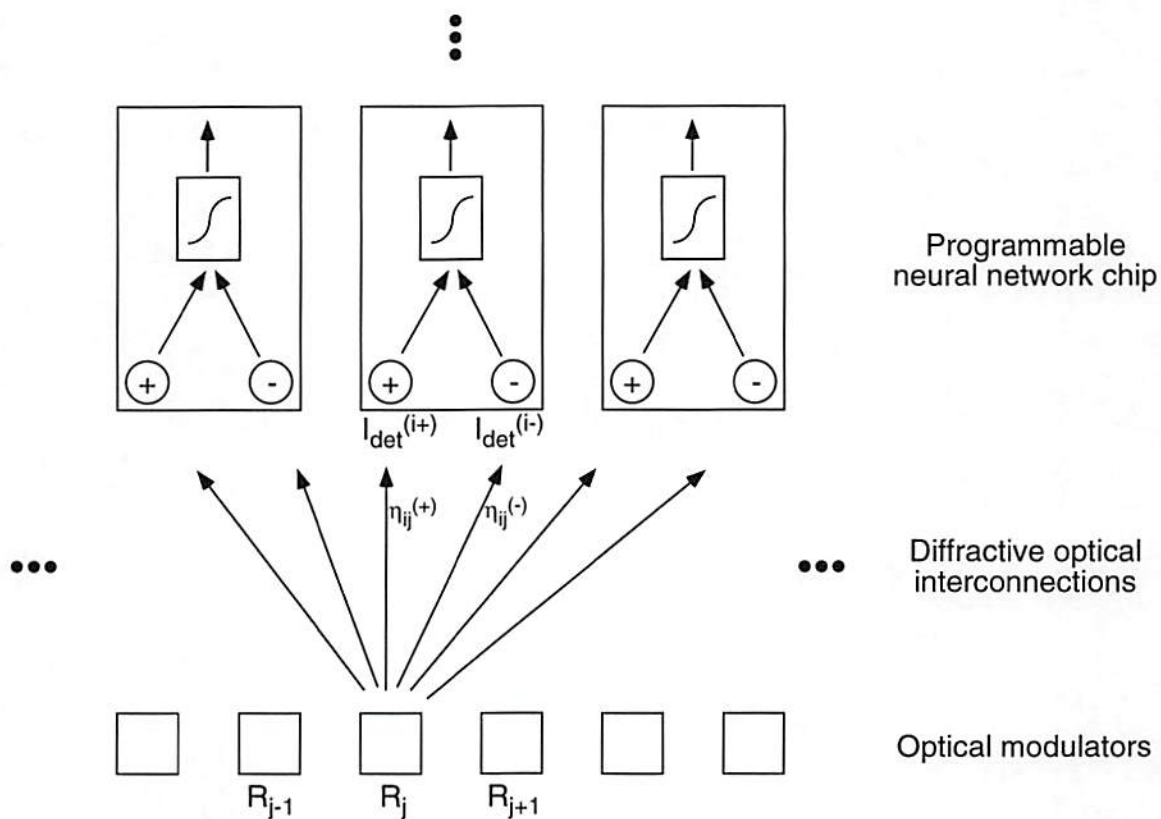 + - + - + -
I_det^(i+) I_det^(i-)
Programmable
neural network chip
η_ij^(+) η_ij^(-)
Diffractive optical
interconnections
Optical modulators
R_j-1 R_j R_j+1